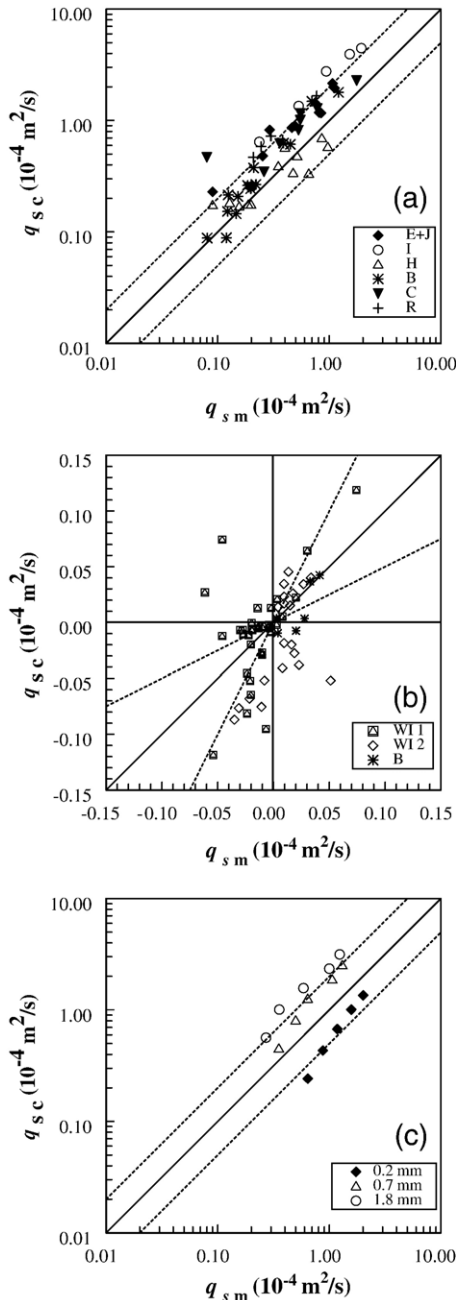 10.00
1.00
0.10
0.01
q s c (10-4 m2/s)
(a)
E+J
I
H
B
C
R
0.01 0.10 1.00 10.00
q s m (10-4 m2/s)
0.15
0.10
0.05
0.00
-0.05
-0.10
-0.15
q s c (10-4 m2/s)
(b)
WI 1
WI 2
B
-0.15 -0.10 -0.05 0.00 0.05 0.10 0.15
q s m (10-4 m2/s)
10.00
1.00
0.10
0.01
q s c (10-4 m2/s)
(c)
0.2 mm
0.7 mm
1.8 mm
0.01 0.10 1.00 10.00
q s m (10-4 m2/s)